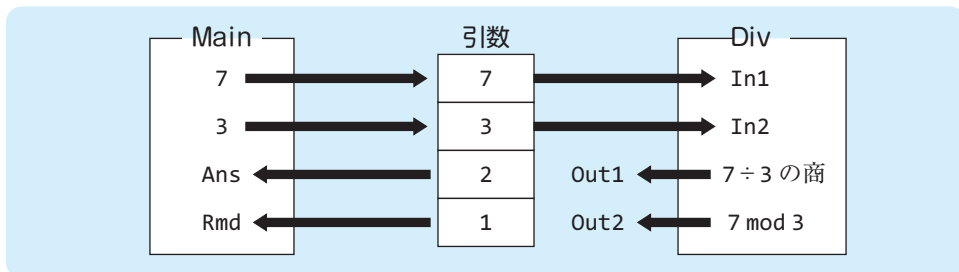 Main 引数 Div
7 7 In1
3 3 In2
Ans 2 Out1 7÷3の商
Rmd 1 Out2 7 mod 3